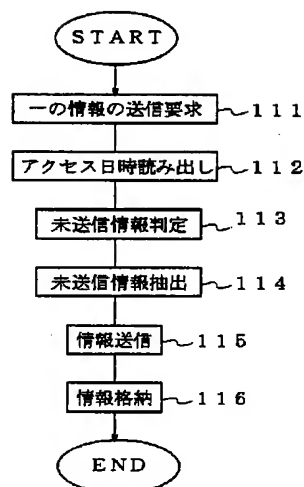 START
一の情報の送信要求 111
アクセス日時読み出し 112
未送信情報判定 113
未送信情報抽出 114
情報送信 115
情報格納 116
END